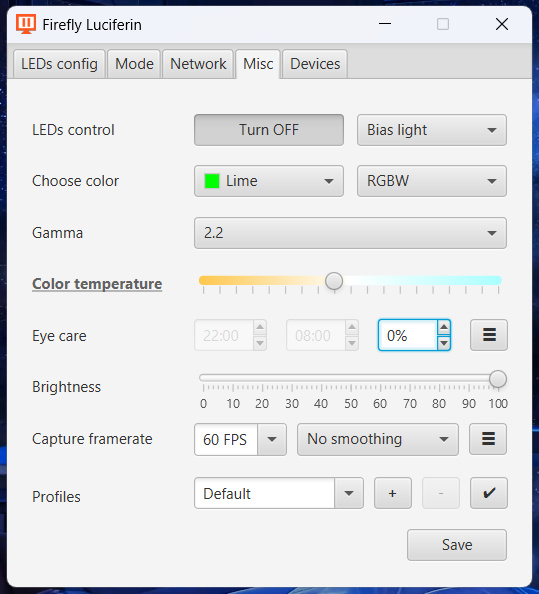 Firefly Luciferin
LEDs config Mode Network Misc Devices
LEDs control Turn OFF Bias light
Choose color Lime RGBW
Gamma 2.2
Color temperature
Eye care 22:00 08:00 0%
Brightness
0 10 20 30 40 50 60 70 80 90 100
Capture framerate 60 FPS No smoothing
Profiles Default + -
Save